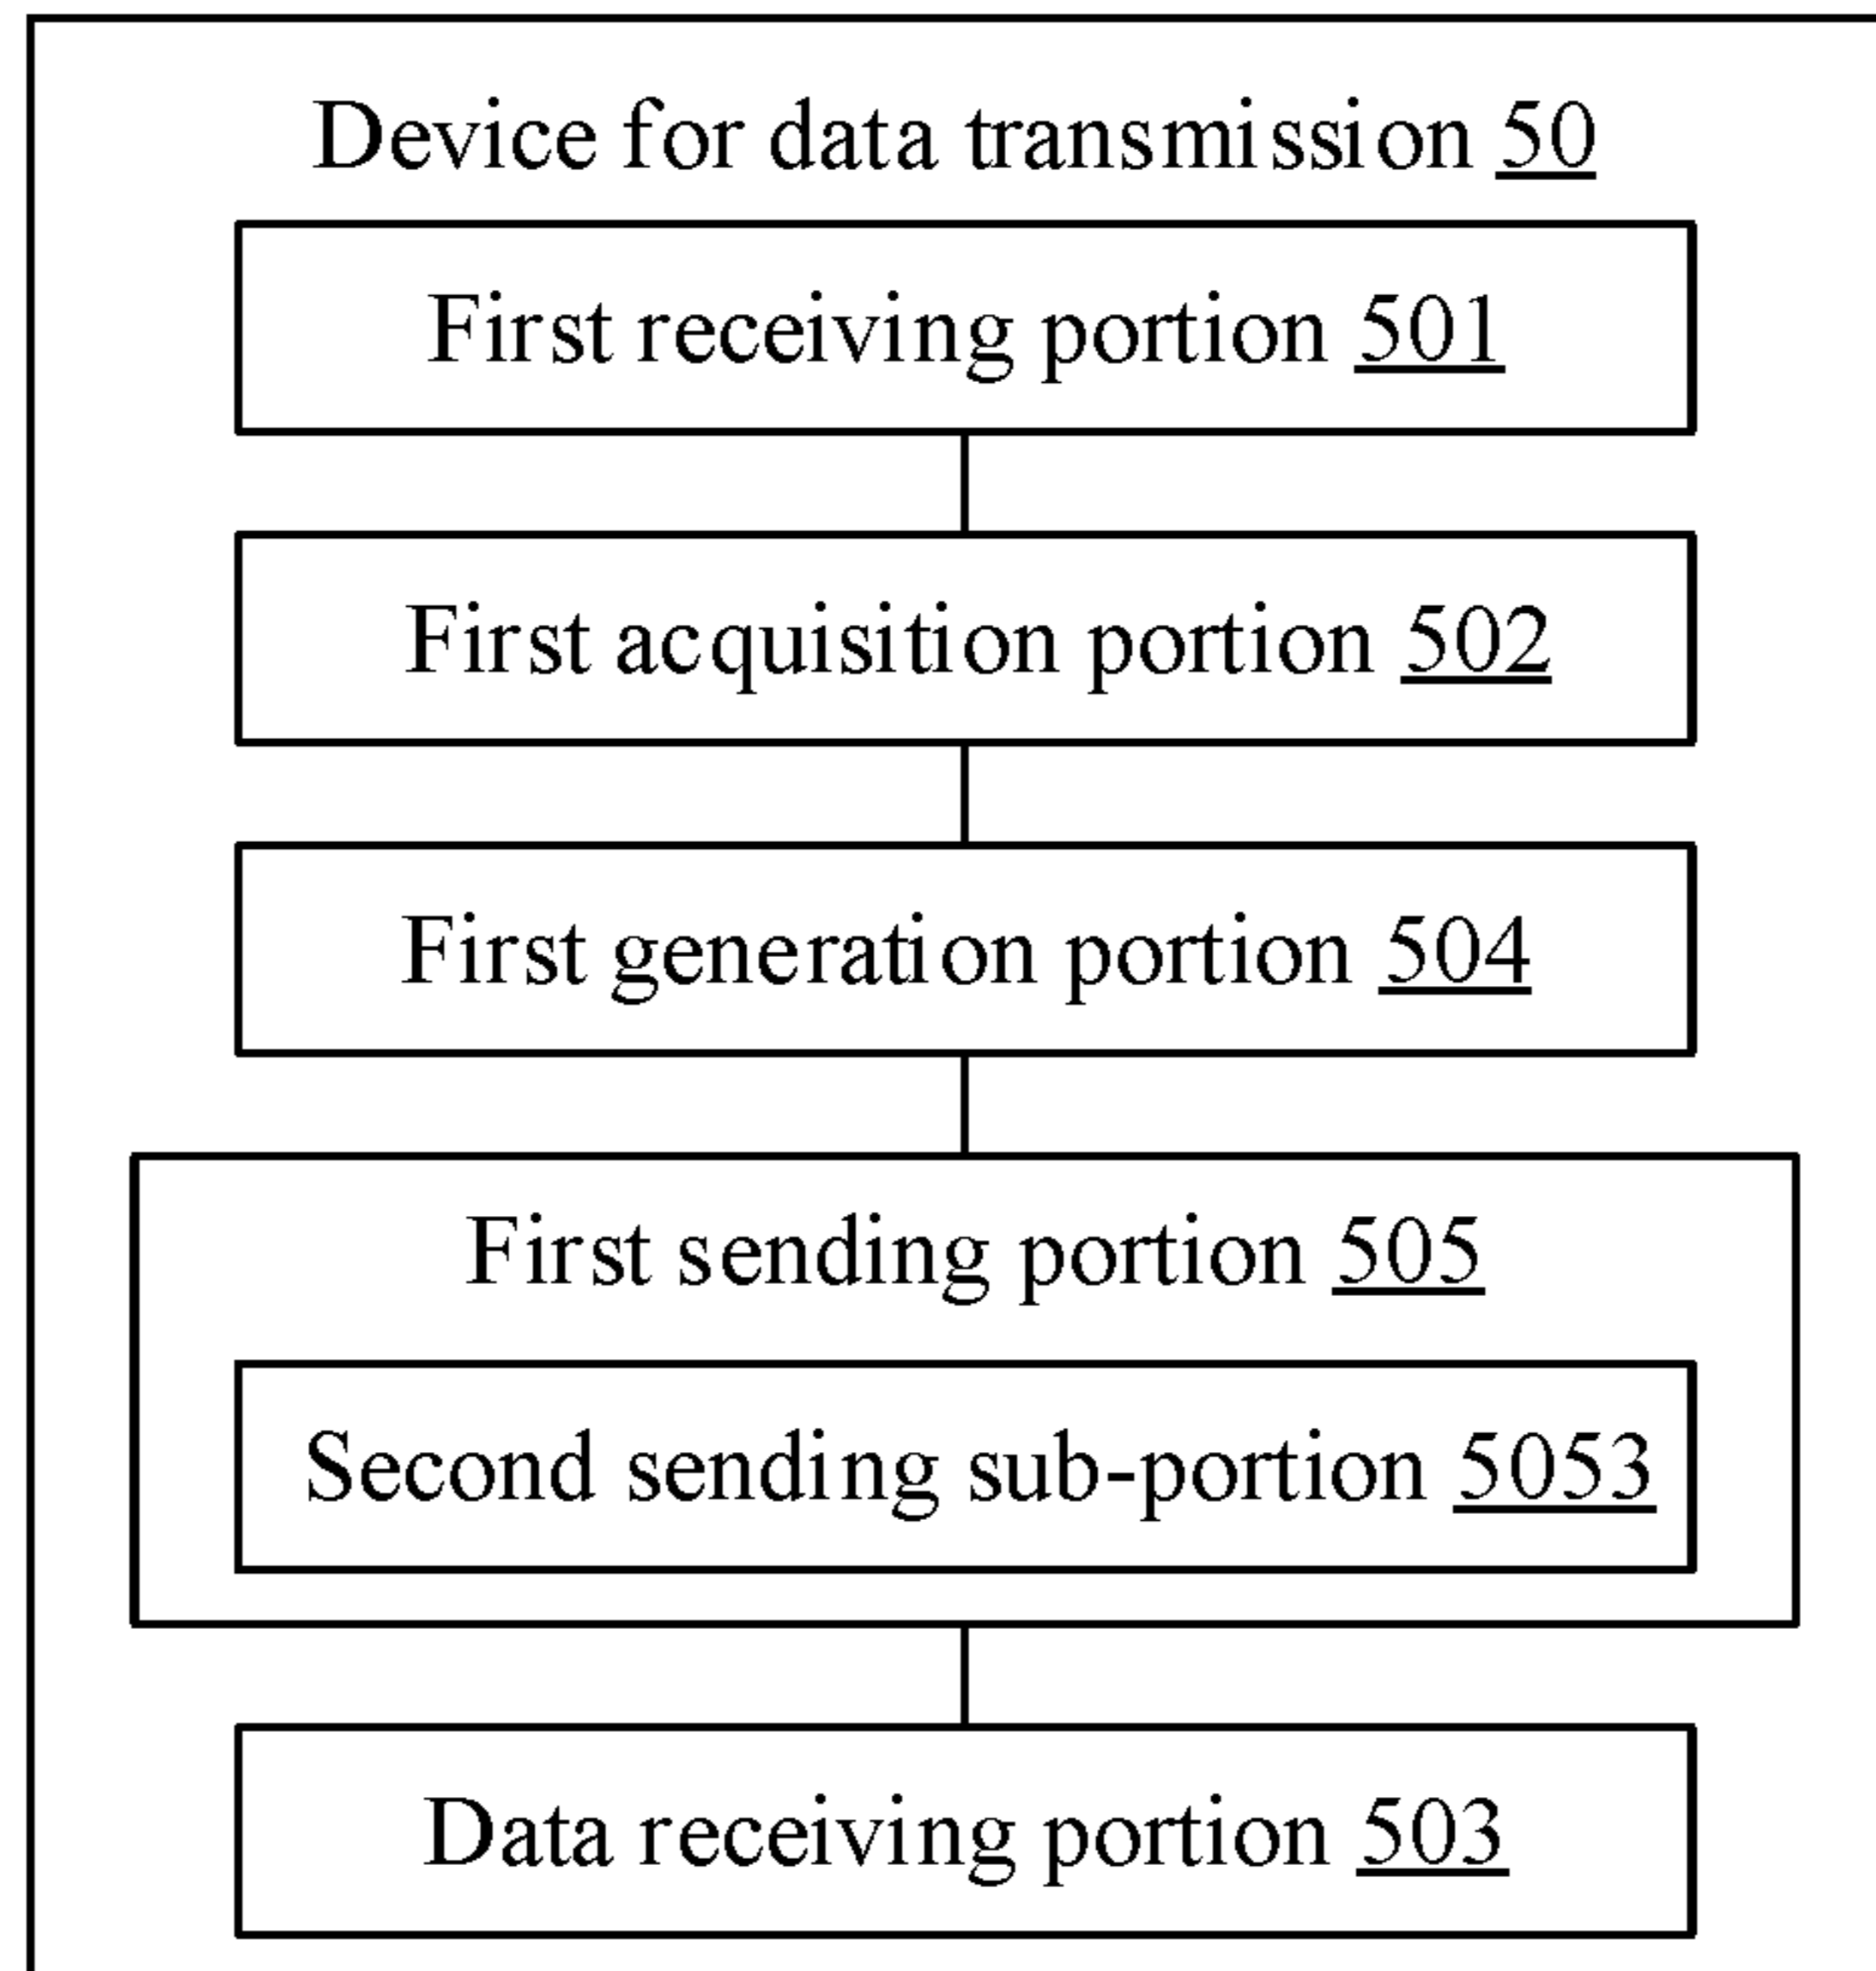 Device for data transmission 50
First receiving portion 501
First acquisition portion 502
First generation portion 504
First sending portion 505
Second sending sub-portion 5053
Data receiving portion 503